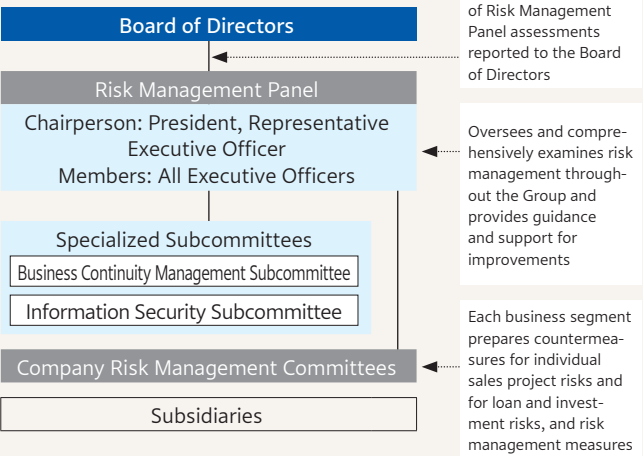 Board of Directors
of Risk Management
Panel assessments
reported to the Board
of Directors
Risk Management Panel
Chairperson: President, Representative
Executive Officer
Members: All Executive Officers
Oversees and compre-
hensively examines risk
management through-
out the Group and
provides guidance
and support for
improvements
Specialized Subcommittees
Business Continuity Management Subcommittee
Information Security Subcommittee
Company Risk Management Committees
Each business segment
prepares countermea-
sures for individual
sales project risks and
for loan and invest-
ment risks, and risk
management measures
Subsidiaries